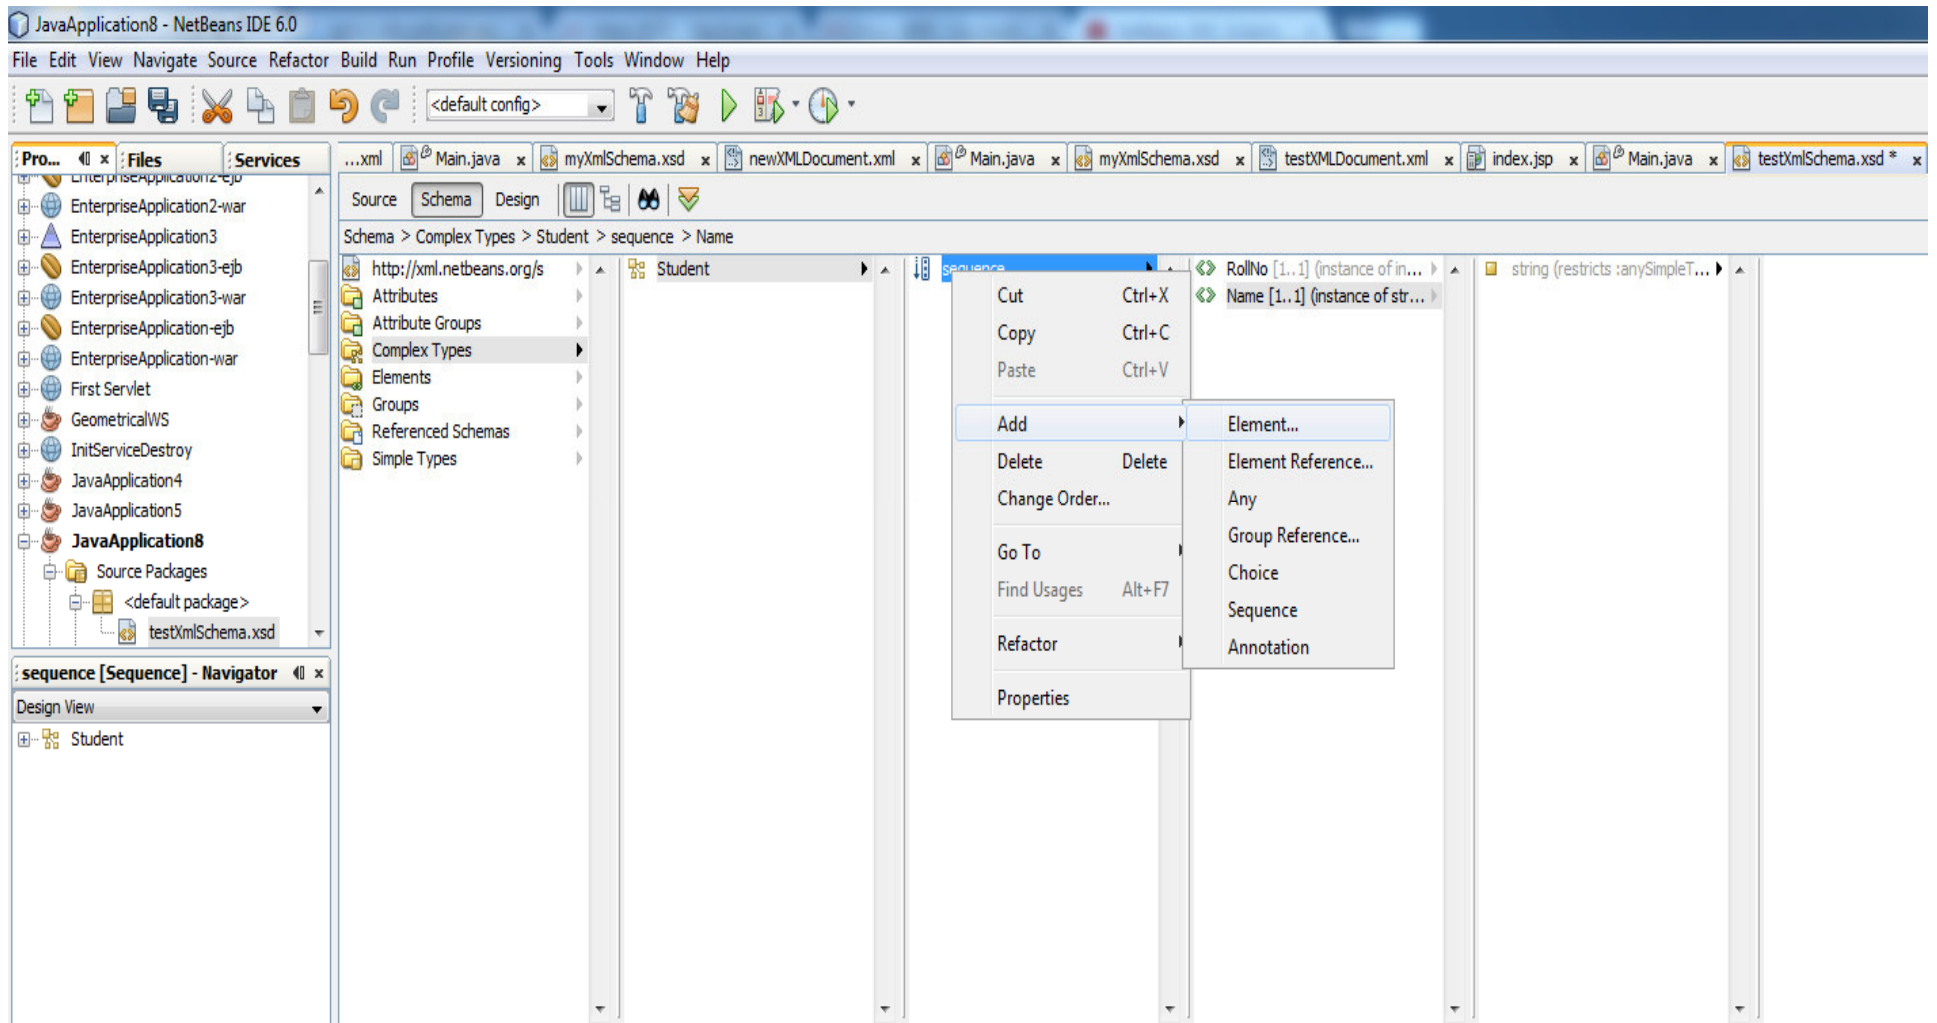 JavaApplication8 - NetBeans IDE 6.0
File Edit View Navigate Source Refactor Build Run Profile Versioning Tools Window Help
<default config>
Pro... Files Services
...xml Main.java x myXmlSchema.xsd x newXMLDocument.xml x Main.java x myXmlSchema.xsd x testXMLDocument.xml x index.jsp x Main.java x testXmlSchema.xsd * x
Source Schema Design
Schema > Complex Types > Student > sequence > Name
EnterpriseApplication2-ejb
EnterpriseApplication2-war
EnterpriseApplication3
EnterpriseApplication3-ejb
EnterpriseApplication3-war
EnterpriseApplication-ejb
EnterpriseApplication-war
First Servlet
GeometricalWS
InitServiceDestroy
JavaApplication4
JavaApplication5
JavaApplication8
Source Packages
<default package>
testXmlSchema.xsd
sequence [Sequence] - Navigator
Design View
Student
http://xml.netbeans.org/s
Attributes
Attribute Groups
Complex Types
Elements
Groups
Referenced Schemas
Simple Types
Student
sequence
Cut Ctrl+X
Copy Ctrl+C
Paste Ctrl+V
Add
Delete Delete
Change Order...
Go To
Find Usages Alt+F7
Refactor
Properties
Element...
Element Reference...
Any
Group Reference...
Choice
Sequence
Annotation
RollNo [1..1] (instance of in...
Name [1..1] (instance of str...
string (restricts :anySimpleT...